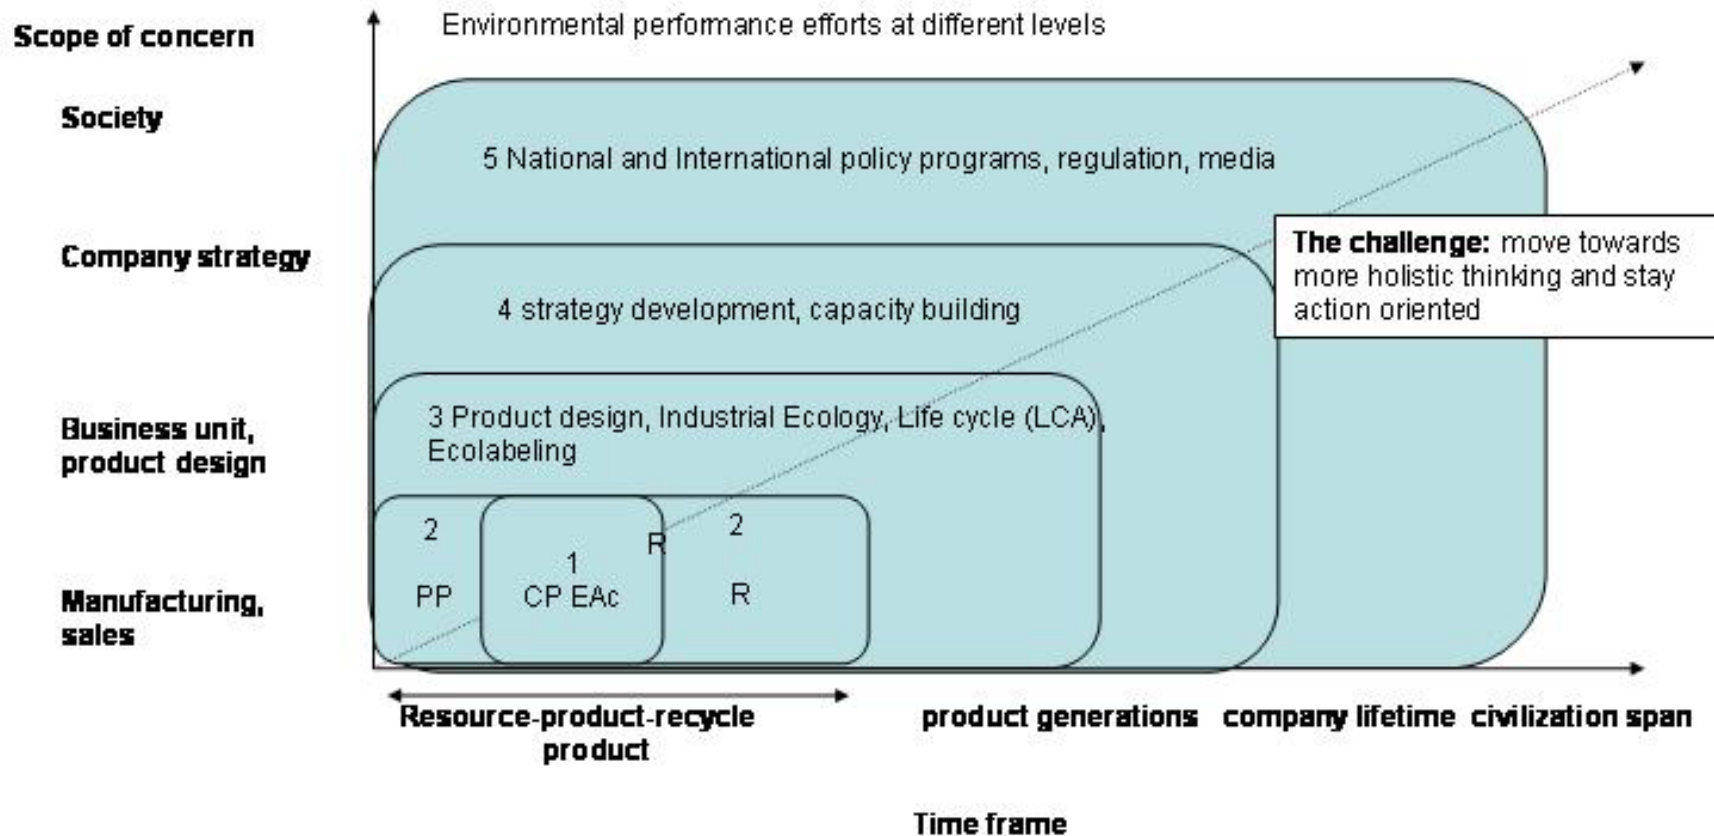 Environmental performance efforts at different levels
Scope of concern
Society
5 National and International policy programs, regulation, media
Company strategy
The challenge: move towards
more holistic thinking and stay
action oriented
4 strategy development, capacity building
Business unit,
product design
3 Product design, Industrial Ecology, Life cycle (LCA),
Ecolabeling
2
PP
1
CP EAc
R
2
R
Manufacturing,
sales
Resource-product-recycle
product
product generations
company lifetime
civilization span
Time frame